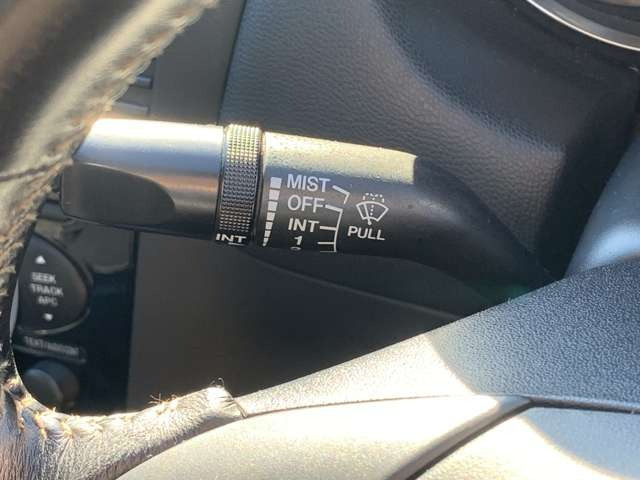 MIST
OFF
INT
1
PULL
INT
SEEK
TRACK
APC